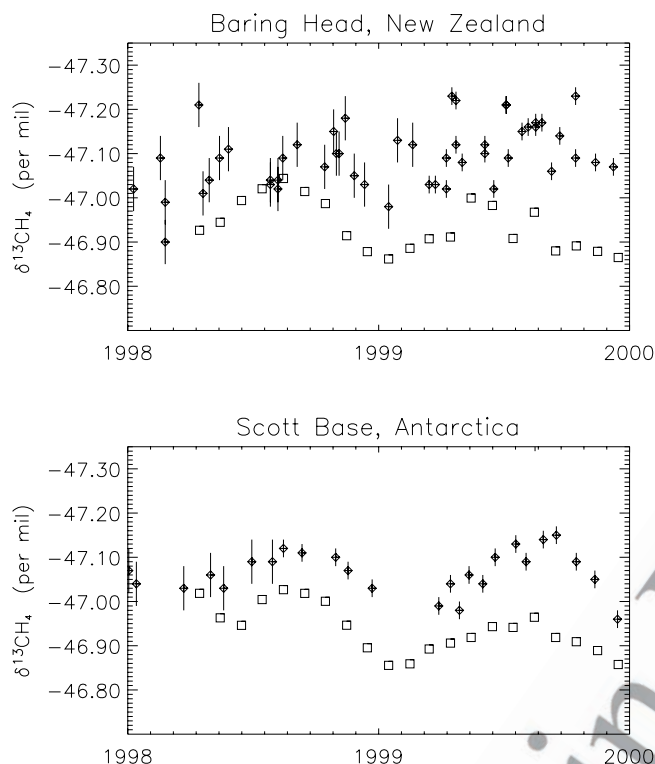 Baring Head, New Zealand
−47.30
−47.20
−47.10
−47.00
−46.90
−46.80
δ¹³CH₄ (per mil)
1998 1999 2000
Scott Base, Antarctica
−47.30
−47.20
−47.10
−47.00
−46.90
−46.80
δ¹³CH₄ (per mil)
1998 1999 2000